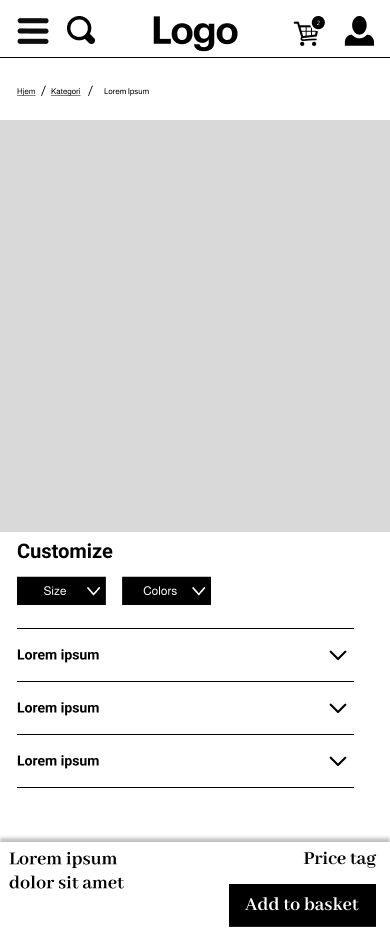 Logo
2
Hjem / Kategori / Lorem Ipsum
Customize
Size
Colors
Lorem ipsum
Lorem ipsum
Lorem ipsum
Lorem ipsum
dolor sit amet
Price tag
Add to basket